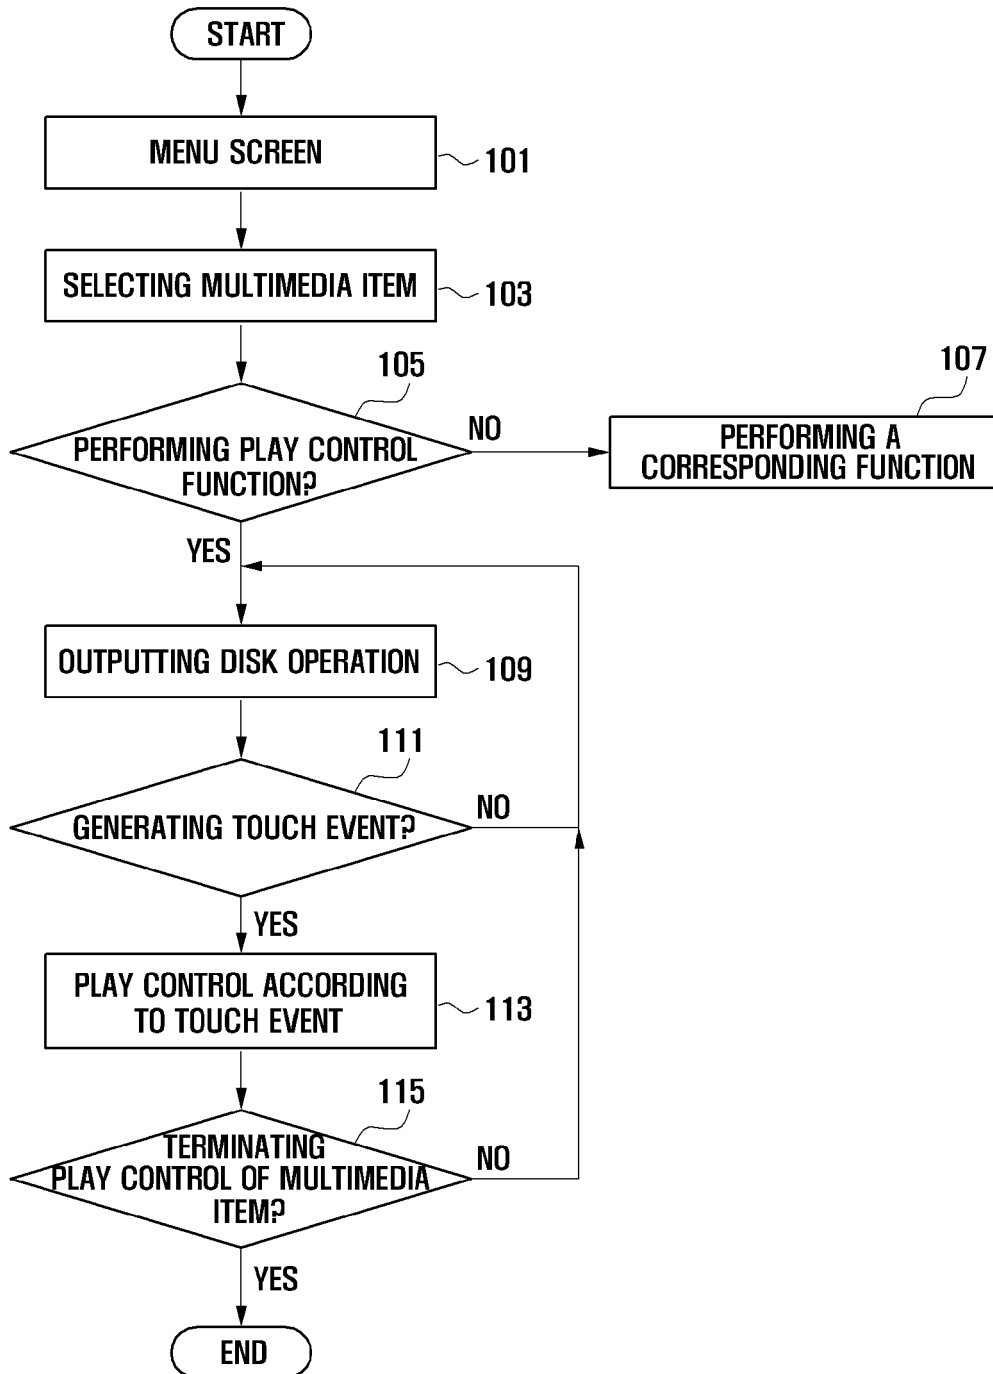 START
MENU SCREEN
101
SELECTING MULTIMEDIA ITEM
103
105
PERFORMING PLAY CONTROL
FUNCTION?
NO
107
PERFORMING A
CORRESPONDING FUNCTION
YES
OUTPUTTING DISK OPERATION
109
111
GENERATING TOUCH EVENT?
NO
YES
PLAY CONTROL ACCORDING
TO TOUCH EVENT
113
115
TERMINATING
PLAY CONTROL OF MULTIMEDIA
ITEM?
NO
YES
END